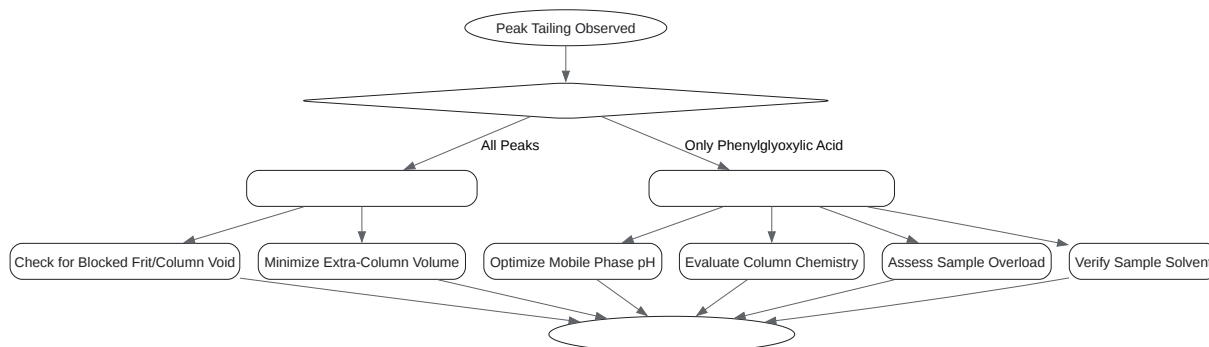 Peak Tailing Observed
All Peaks
Only Phenylglyoxylic Acid
Check for Blocked Frit/Column Void
Minimize Extra-Column Volume
Optimize Mobile Phase pH
Evaluate Column Chemistry
Assess Sample Overload
Verify Sample Solvent